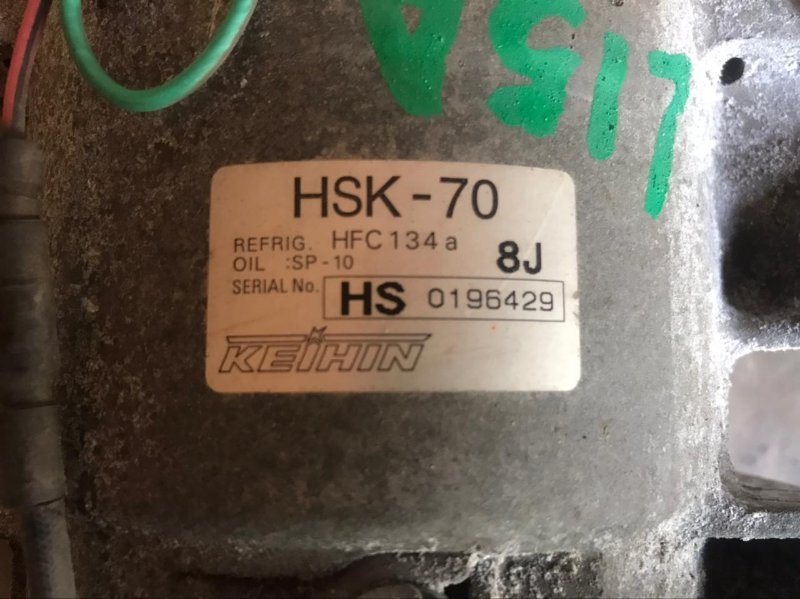 L15A
HSK-70
REFRIG. HFC134a
OIL :SP-10
8J
SERIAL No. HS 0196429
KEIHIN